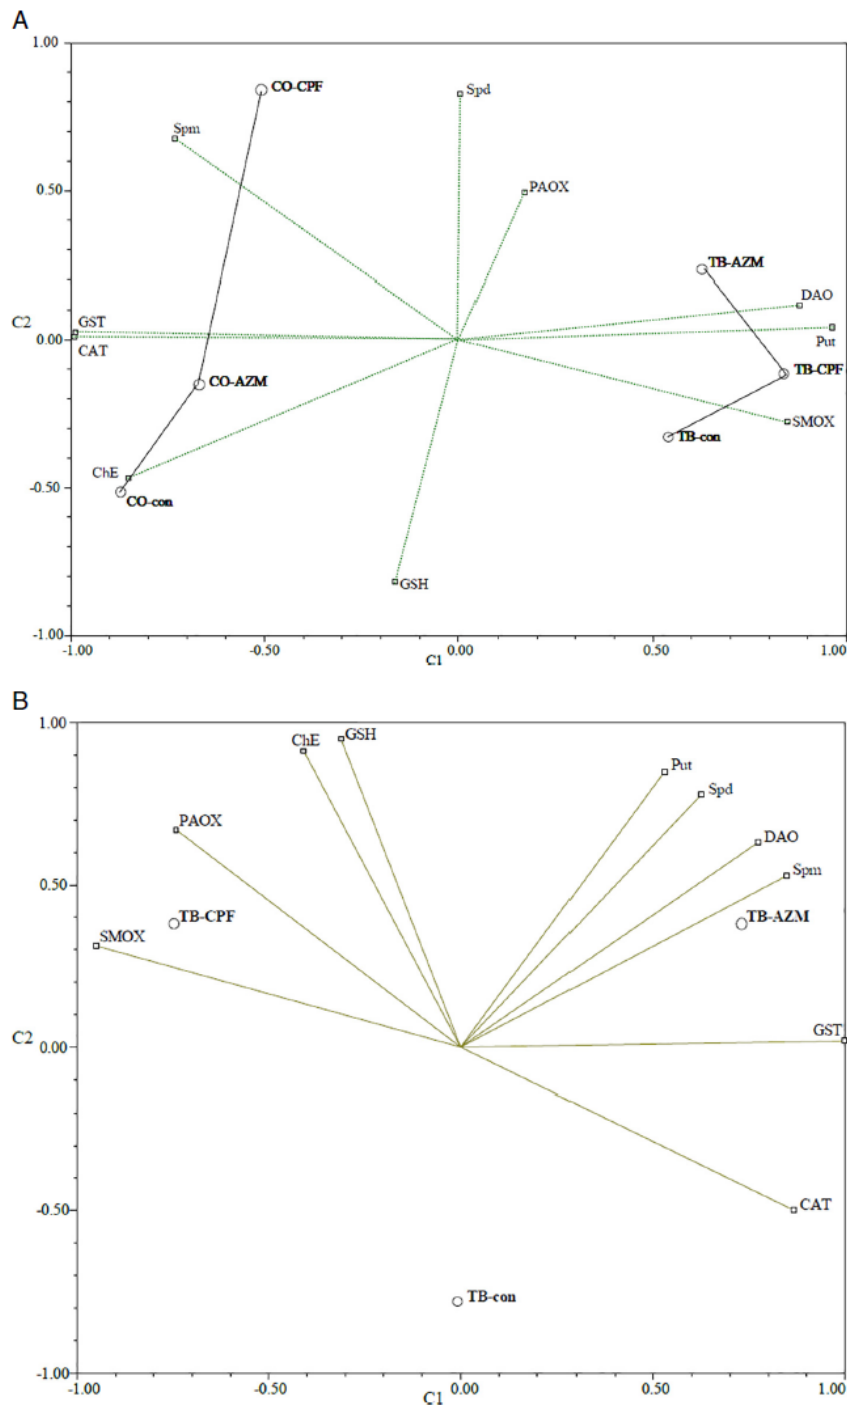 A
1.00
CO-CPF
Spd
Spm
0.50
PAOX
TB-AZM
DAO
GST
C2
0.00
Put
CAT
TB-CPF
CO-AZM
SMOX
TB-con
ChE
-0.50
CO-con
GSH
-1.00
-1.00 -0.50 0.00 0.50 1.00
C1
B
1.00
GSH
ChE
Put
Spd
PAOX
DAO
Spm
0.50
TB-CPF
TB-AZM
SMOX
GST
C2
0.00
-0.50
CAT
TB-con
-1.00
-1.00 -0.50 0.00 0.50 1.00
C1